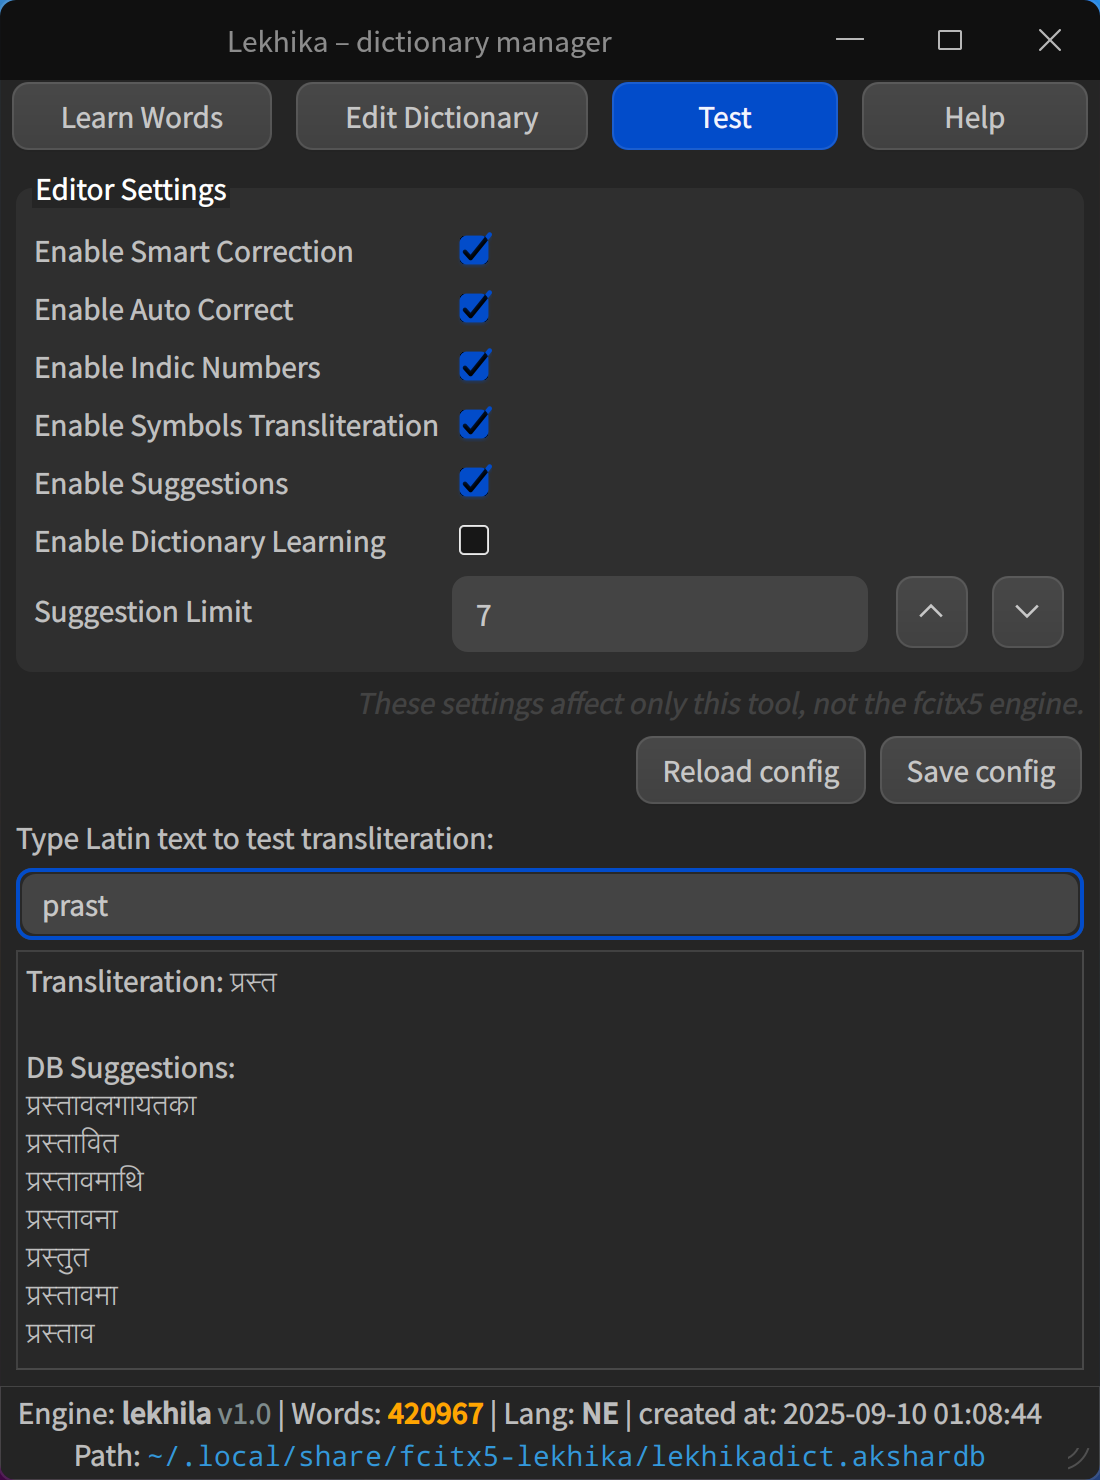 Lekhika – dictionary manager
Learn Words Edit Dictionary Test Help
Editor Settings
Enable Smart Correction
Enable Auto Correct
Enable Indic Numbers
Enable Symbols Transliteration
Enable Suggestions
Enable Dictionary Learning
Suggestion Limit 7
These settings affect only this tool, not the fcitx5 engine.
Reload config Save config
Type Latin text to test transliteration:
prast
Transliteration: प्रस्त
DB Suggestions:
प्रस्तावलगायतका
प्रस्तावित
प्रस्तावमाथि
प्रस्तावना
प्रस्तुत
प्रस्तावमा
प्रस्ताव
Engine: lekhila v1.0 | Words: 420967 | Lang: NE | created at: 2025-09-10 01:08:44
Path: ~/.local/share/fcitx5-lekhika/lekhikadict.akshardb